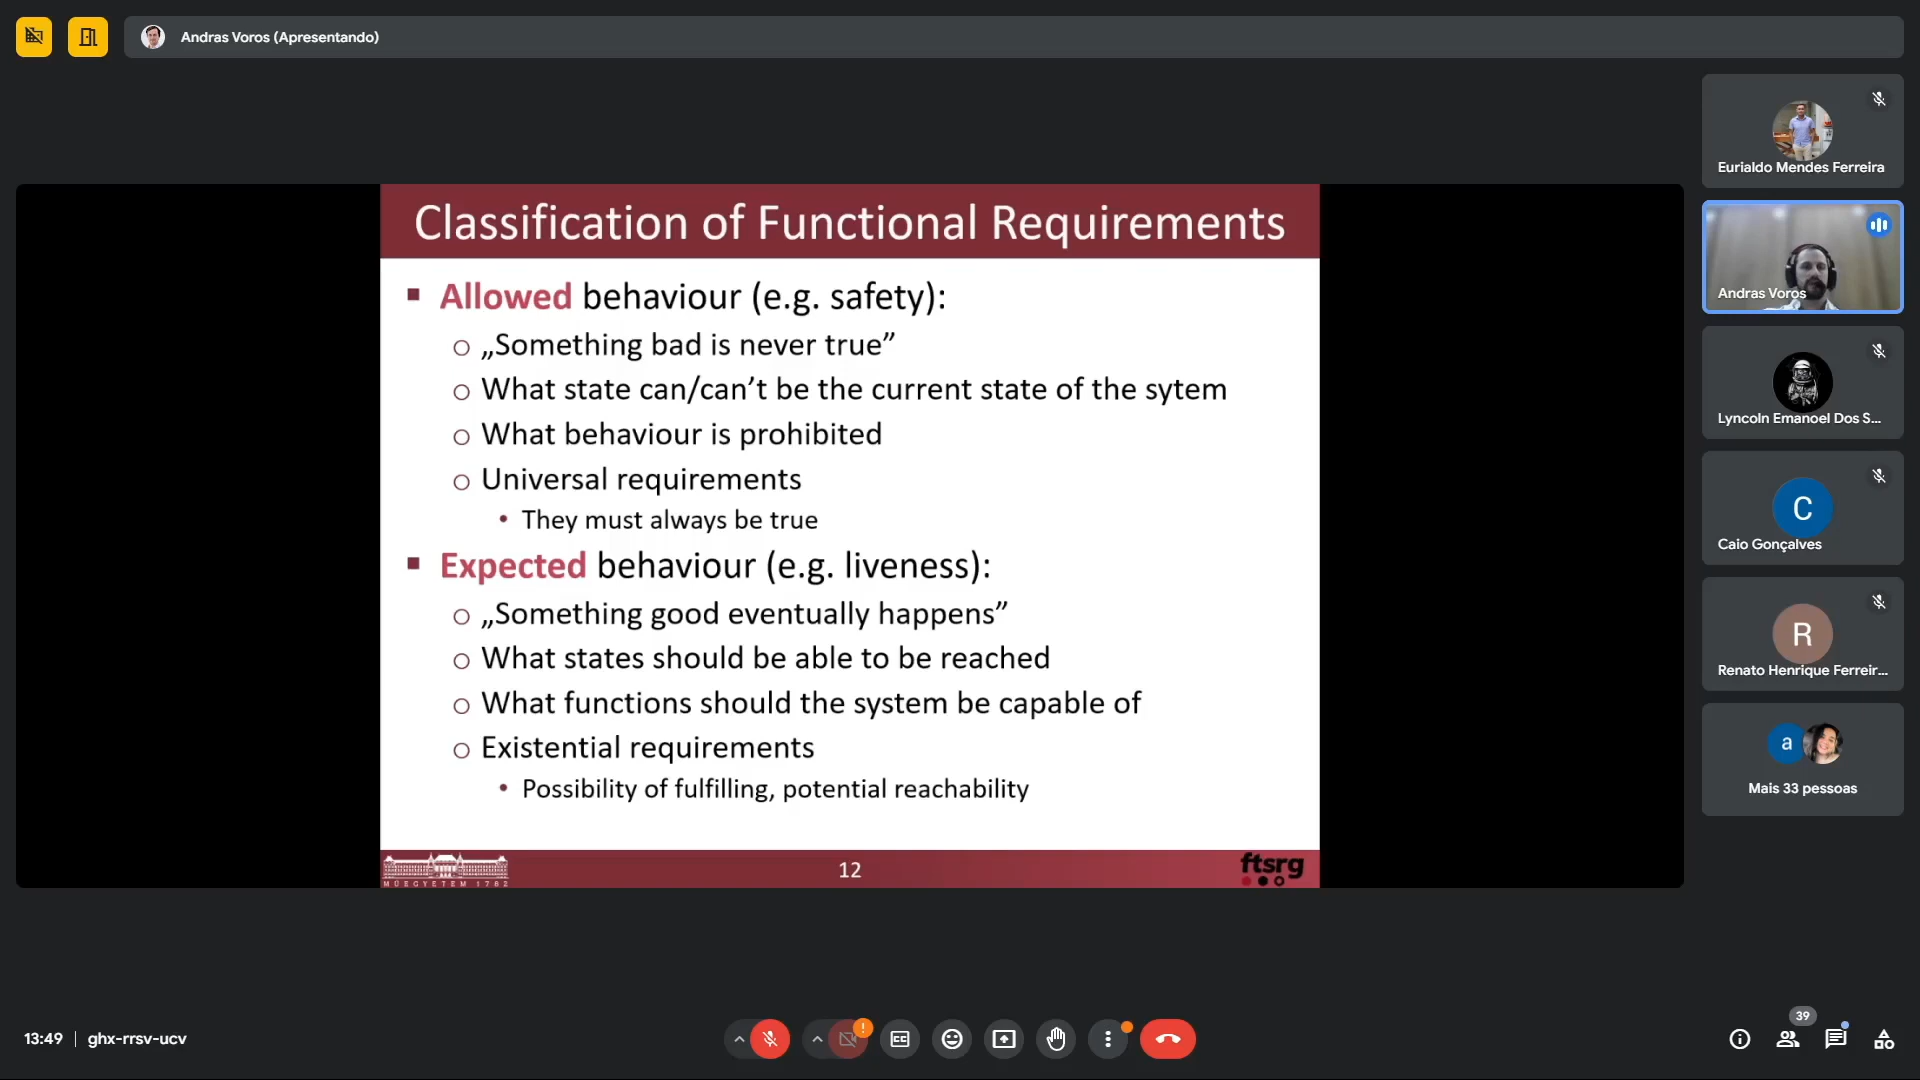 Andras Voros (Apresentando)
Classification of Functional Requirements
Allowed behaviour (e.g. safety):
„Something bad is never true”
What state can/can’t be the current state of the sytem
What behaviour is prohibited
Universal requirements
They must always be true
Expected behaviour (e.g. liveness):
„Something good eventually happens”
What states should be able to be reached
What functions should the system be capable of
Existential requirements
Possibility of fulfilling, potential reachability
MŰEGYETEM 1782
12
ftsrg
Eurialdo Mendes Ferreira
Andras Voros
Lyncoln Emanoel Dos S...
C
Caio Gonçalves
R
Renato Henrique Ferreir...
a
Mais 33 pessoas
13:49 | ghx-rrsv-ucv
!
39